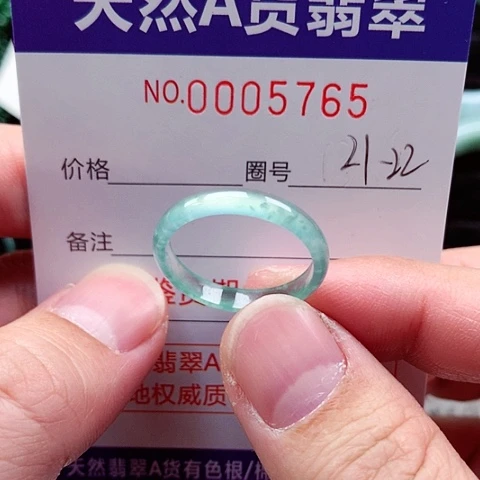 天然A货翡翠
NO.0005765
价格 圈号 21-22
备注
翡翠A
地权威质
天然翡翠A货有色根/